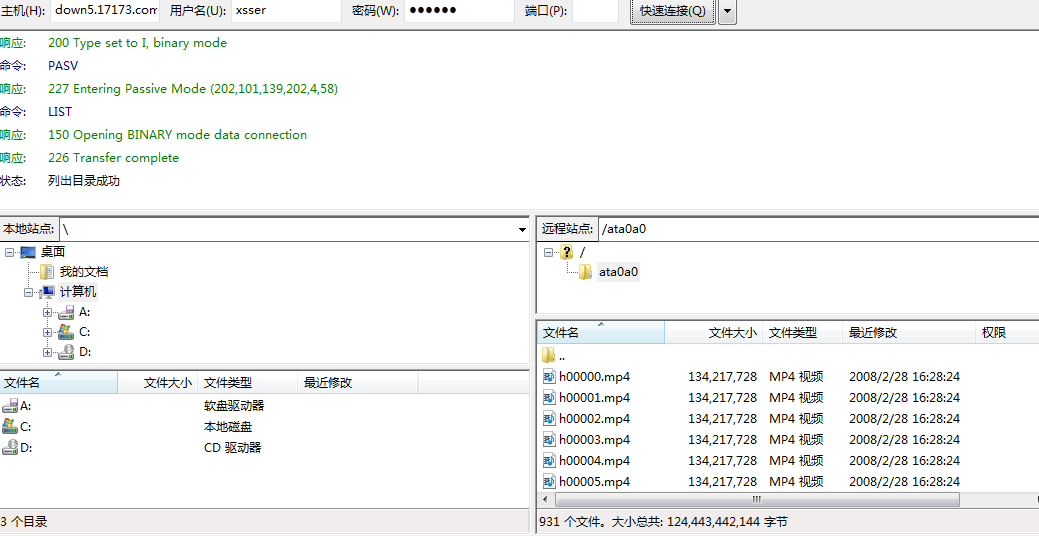 主机(H): down5.17173.com 用户名(U): xsser 密码(W): ●●●●●● 端口(P): 快速连接(Q)
响应: 200 Type set to I, binary mode
命令: PASV
响应: 227 Entering Passive Mode (202,101,139,202,4,58)
命令: LIST
响应: 150 Opening BINARY mode data connection
响应: 226 Transfer complete
状态: 列出目录成功
本地站点: \
桌面
我的文档
计算机
A:
C:
D:
文件名 文件大小 文件类型 最近修改
A: 软盘驱动器
C: 本地磁盘
D: CD 驱动器
3 个目录
远程站点: /ata0a0
/
ata0a0
文件名 文件大小 文件类型 最近修改 权限
..
h00000.mp4 134,217,728 MP4 视频 2008/2/28 16:28:24
h00001.mp4 134,217,728 MP4 视频 2008/2/28 16:28:24
h00002.mp4 134,217,728 MP4 视频 2008/2/28 16:28:24
h00003.mp4 134,217,728 MP4 视频 2008/2/28 16:28:24
h00004.mp4 134,217,728 MP4 视频 2008/2/28 16:28:24
h00005.mp4 134,217,728 MP4 视频 2008/2/28 16:28:24
931 个文件。大小总共: 124,443,442,144 字节